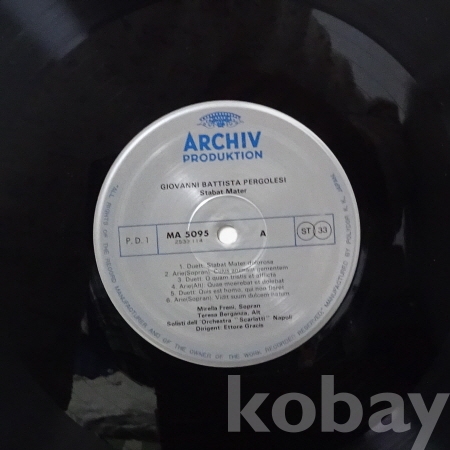 ARCHIV
PRODUKTION
GIOVANNI BATTISTA PERGOLESI
Stabat Mater
P.D.1 MA 5095 A ST 33
2533 114
1. Duett: Stabat Mater dolorosa
2. Arie(Sopran): Cujus animam gementem
3. Duett: O quam tristis et afflicta
4. Arie(Alt): Quae moerebat et dolebat
5. Duett: Quis est homo, qui non fleret
6. Arie(Sopran): Vidit suum dulcem natum
Mirella Freni, Sopran
Teresa Berganza, Alt
Solisti dell'Orchestra "Scarlatti" Napoli
Dirigent: Ettore Gracis
kobay